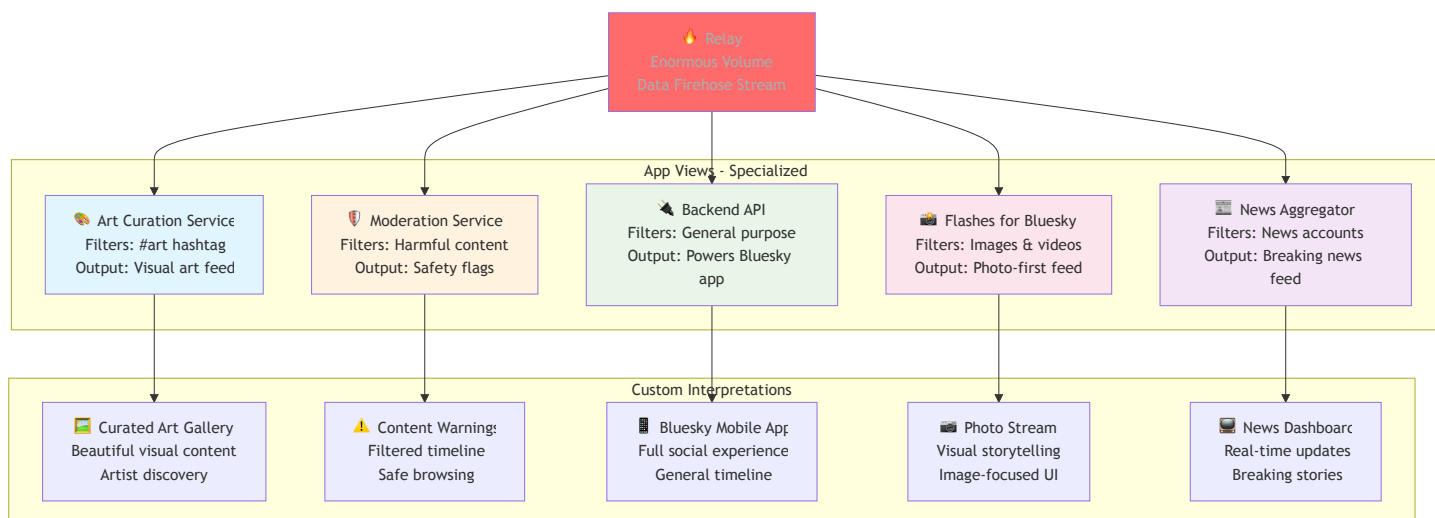 🔥 Relay
Enormous Volume
Data Firehose Stream
App Views - Specialized
🎨 Art Curation Service
Filters: #art hashtag
Output: Visual art feed
🛡️ Moderation Service
Filters: Harmful content
Output: Safety flags
🔌 Backend API
Filters: General purpose
Output: Powers Bluesky
app
📸 Flashes for Bluesky
Filters: Images & videos
Output: Photo-first feed
📰 News Aggregator
Filters: News accounts
Output: Breaking news
feed
Custom Interpretations
🖼️ Curated Art Gallery
Beautiful visual content
Artist discovery
⚠️ Content Warnings
Filtered timeline
Safe browsing
📱 Bluesky Mobile App
Full social experience
General timeline
📷 Photo Stream
Visual storytelling
Image-focused UI
📺 News Dashboard
Real-time updates
Breaking stories